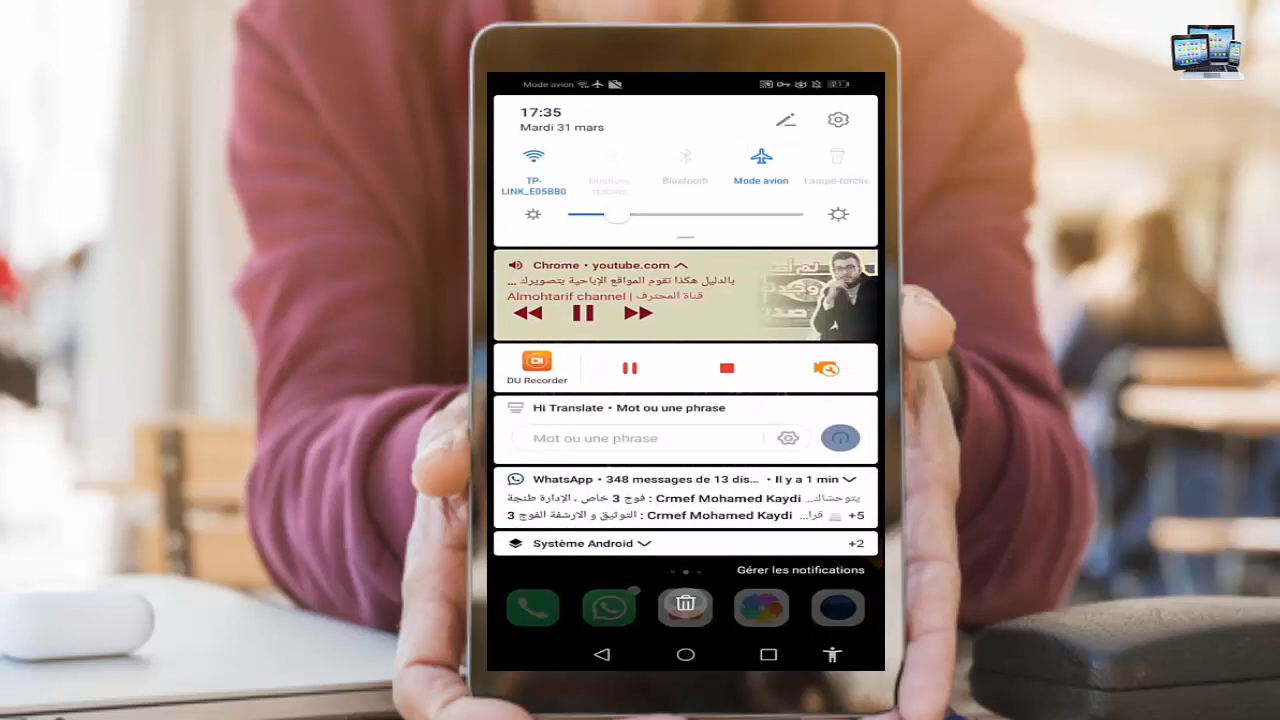 Mode avion
17:35
Mardi 31 mars
TP-LINK_E05BB0
Données mobiles
Bluetooth
Mode avion
Lampe-torche
Chrome • youtube.com
بالدليل هكذا تقوم المواقع الإباحية بتصويرك ...
Almohtarif channel | قناة المحترف
DU Recorder
Hi Translate • Mot ou une phrase
Mot ou une phrase
WhatsApp • 348 messages de 13 dis... • Il y a 1 min
Crmef Mohamed Kaydi : فوج 3 خاص ، الإدارة طنجة يتوحشاك...
Crmef Mohamed Kaydi : التوثيق و الارشفة الفوج 3 قرا... +5
Système Android +2
Gérer les notifications